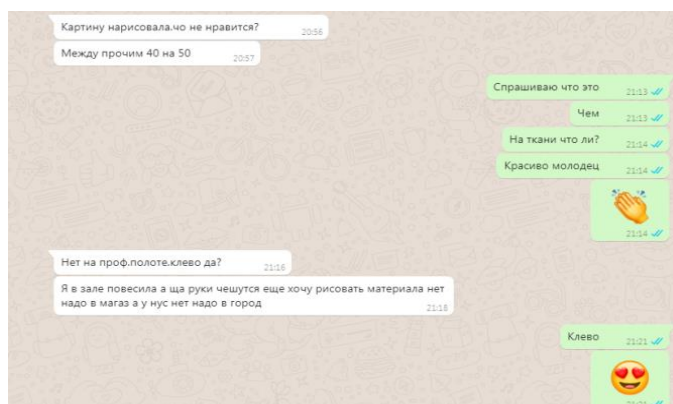 Картину нарисовала.чо не нравится?
20:56
Между прочим 40 на 50
20:57
Спрашиваю что это
21:13
Чем
21:13
На ткани что ли?
21:14
Красиво молодец
21:14
21:14
Нет на проф.полоте.клево да?
21:16
Я в зале повесила а ща руки чешутся еще хочу рисовать материала нет
надо в магаз а у нус нет надо в город
21:18
Клево
21:21